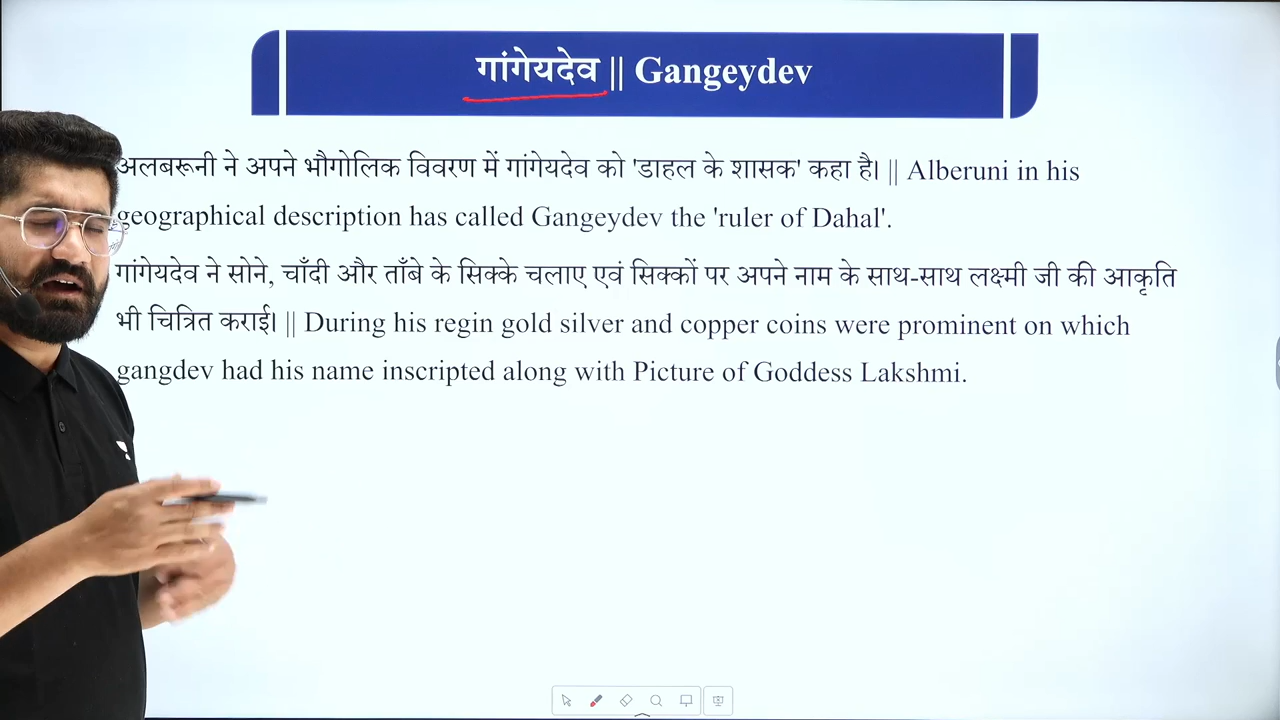 गांगेयदेव || Gangeydev
अलबरूनी ने अपने भौगोलिक विवरण में गांगेयदेव को 'डाहल के शासक' कहा है। || Alberuni in his
geographical description has called Gangeydev the 'ruler of Dahal'.
गांगेयदेव ने सोने, चाँदी और ताँबे के सिक्के चलाए एवं सिक्कों पर अपने नाम के साथ-साथ लक्ष्मी जी की आकृति
भी चित्रित कराई। || During his regin gold silver and copper coins were prominent on which
gangdev had his name inscripted along with Picture of Goddess Lakshmi.